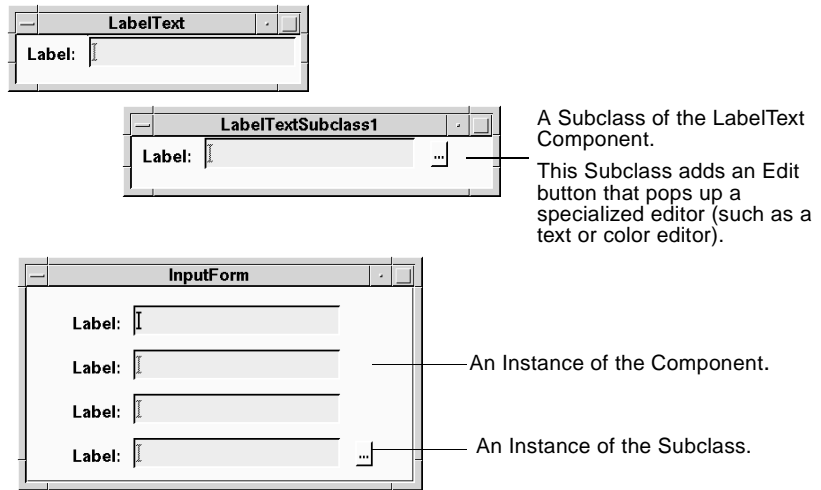 LabelText
Label:
LabelTextSubclass1
Label:
...
A Subclass of the LabelText
Component.
This Subclass adds an Edit
button that pops up a
specialized editor (such as a
text or color editor).
InputForm
Label:
Label:
An Instance of the Component.
Label:
Label:
...
An Instance of the Subclass.